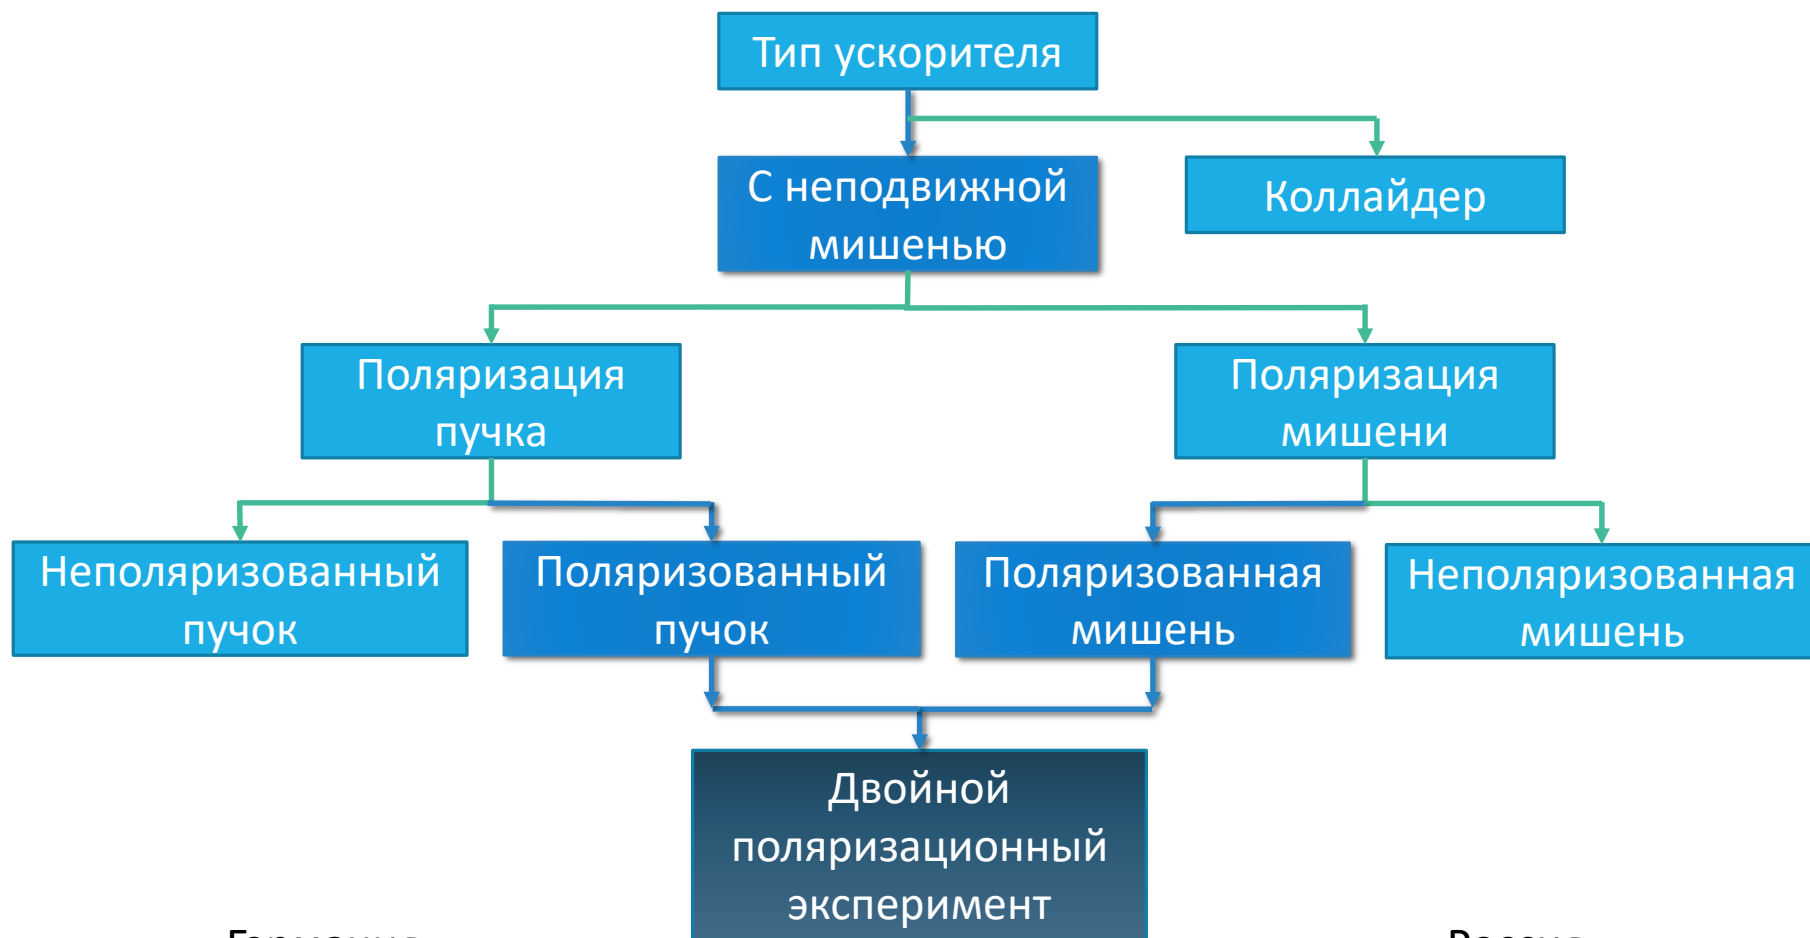 Тип ускорителя
С неподвижной
мишенью
Коллайдер
Поляризация
пучка
Поляризация
мишени
Неполяризованный
пучок
Поляризованный
пучок
Поляризованная
мишень
Неполяризованная
мишень
Двойной
поляризационный
эксперимент